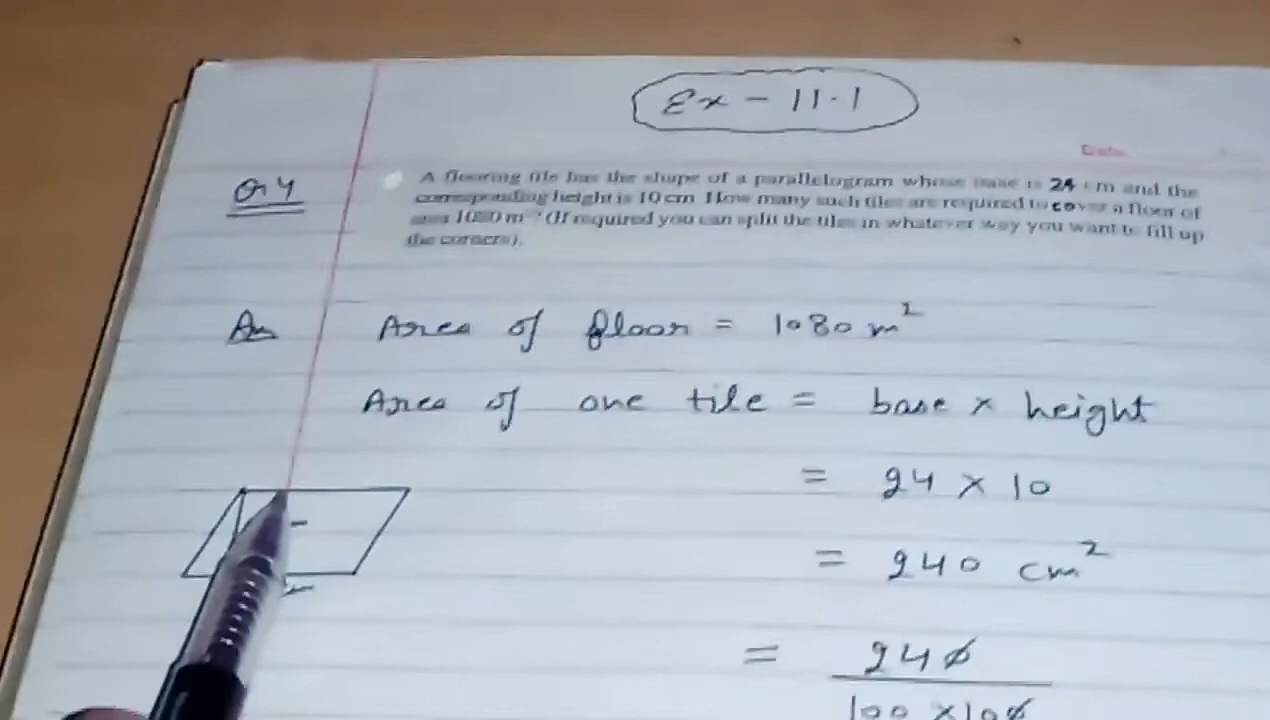 Ex - 11.1
Date
Q4
A flooring tile has the shape of a parallelogram whose base is 24 cm and the
corresponding height is 10 cm. How many such tiles are required to cover a floor of
area 1080 m² (If required you can split the tiles in whatever way you want to fill up
the corners).
An Area of floor = 1080 m²
Area of one tile = base × height
= 24 × 10
= 240 cm²
= 240
100 × 100